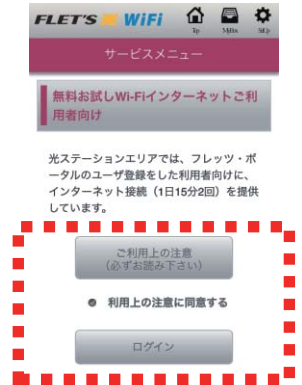 FLET'S WiFi
Top
MyBox
サービスメニュー
無料お試しWi-Fiインターネットご利
用者向け
光ステーションエリアでは、フレッツ・ポ
ータルのユーザ登録をした利用者向けに、
インターネット接続（1日15分2回）を提供
しています。
ご利用上の注意
（必ずお読み下さい）
利用上の注意に同意する
ログイン